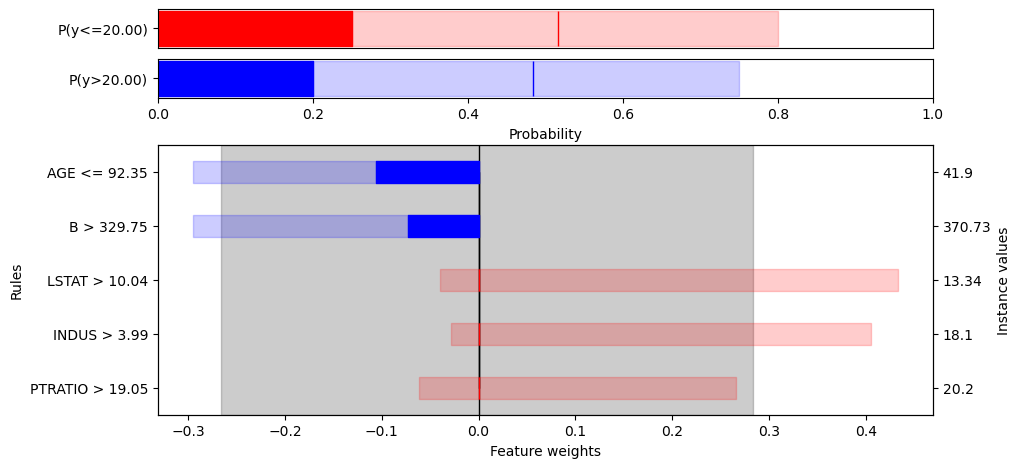 P(y<=20.00)
P(y>20.00)
0.0 0.2 0.4 0.6 0.8 1.0
Probability
AGE <= 92.35 41.9
B > 329.75 370.73
LSTAT > 10.04 13.34
INDUS > 3.99 18.1
PTRATIO > 19.05 20.2
Rules
Instance values
−0.3 −0.2 −0.1 0.0 0.1 0.2 0.3 0.4
Feature weights